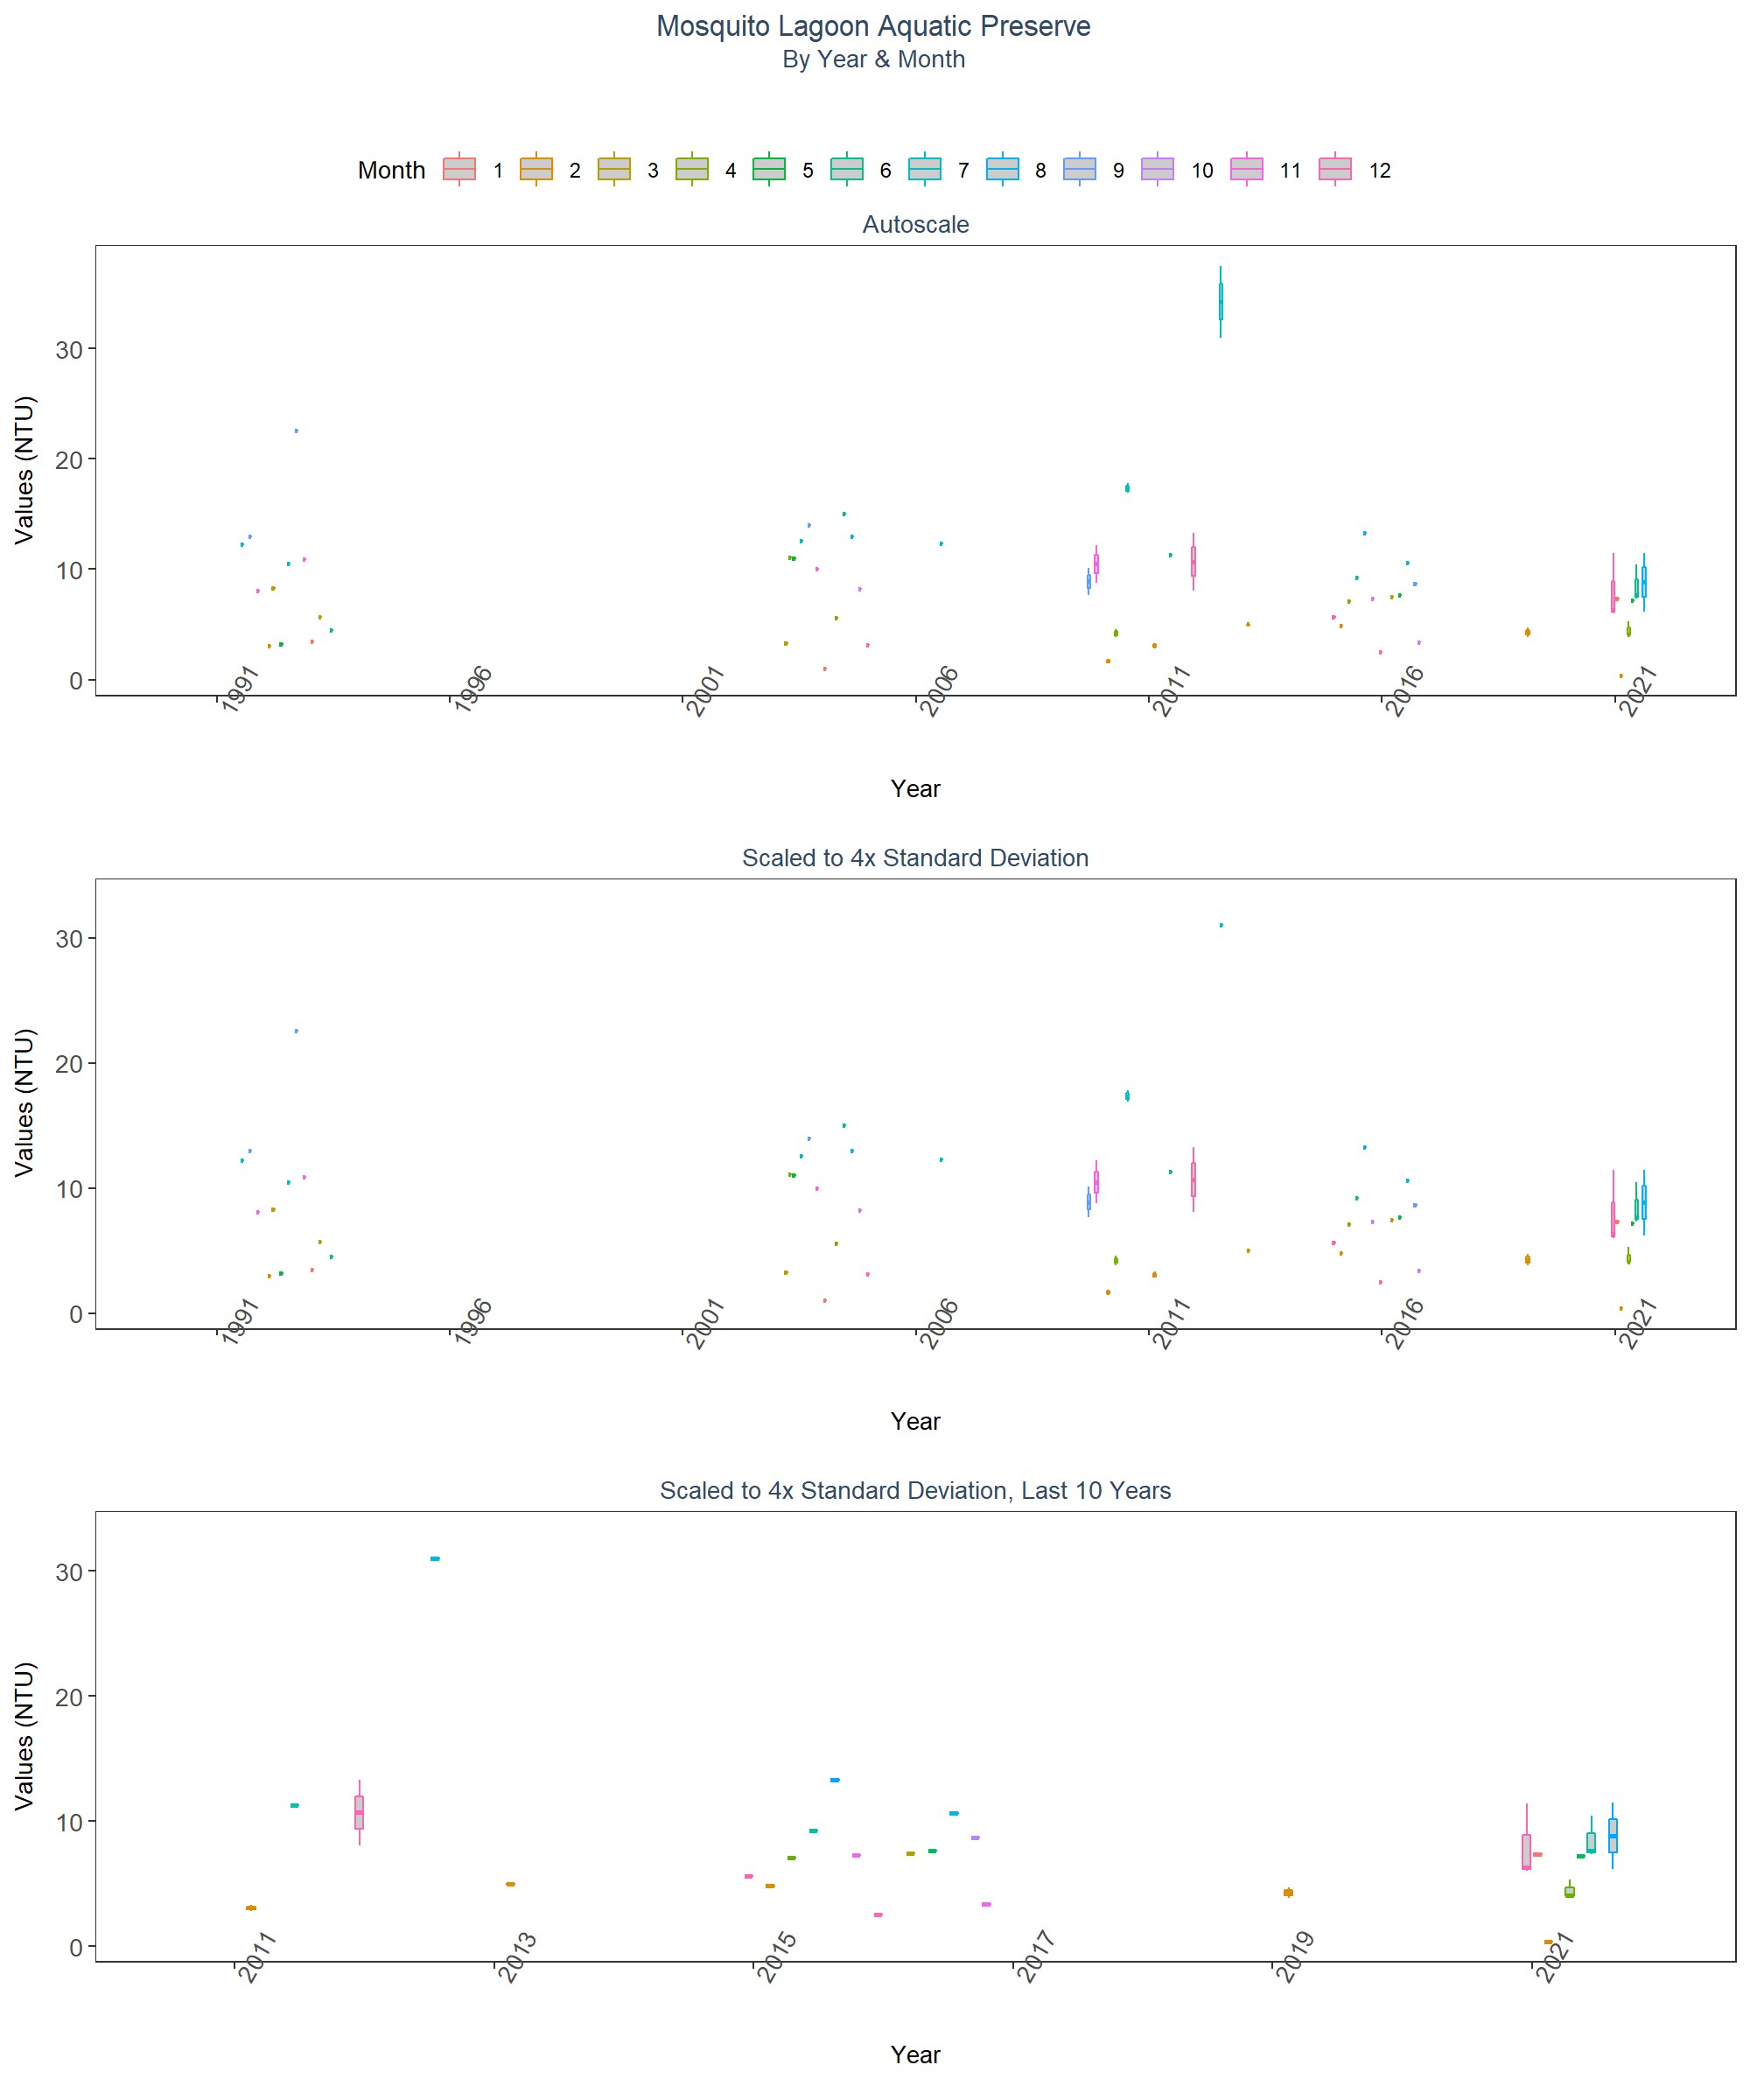 Mosquito Lagoon Aquatic Preserve
By Year & Month
Month 1 2 3 4 5 6 7 8 9 10 11 12
Autoscale
Values (NTU)
30
20
10
0
1991 1996 2001 2006 2011 2016 2021
Year
Scaled to 4x Standard Deviation
Values (NTU)
30
20
10
0
1991 1996 2001 2006 2011 2016 2021
Year
Scaled to 4x Standard Deviation, Last 10 Years
Values (NTU)
30
20
10
0
2011 2013 2015 2017 2019 2021
Year